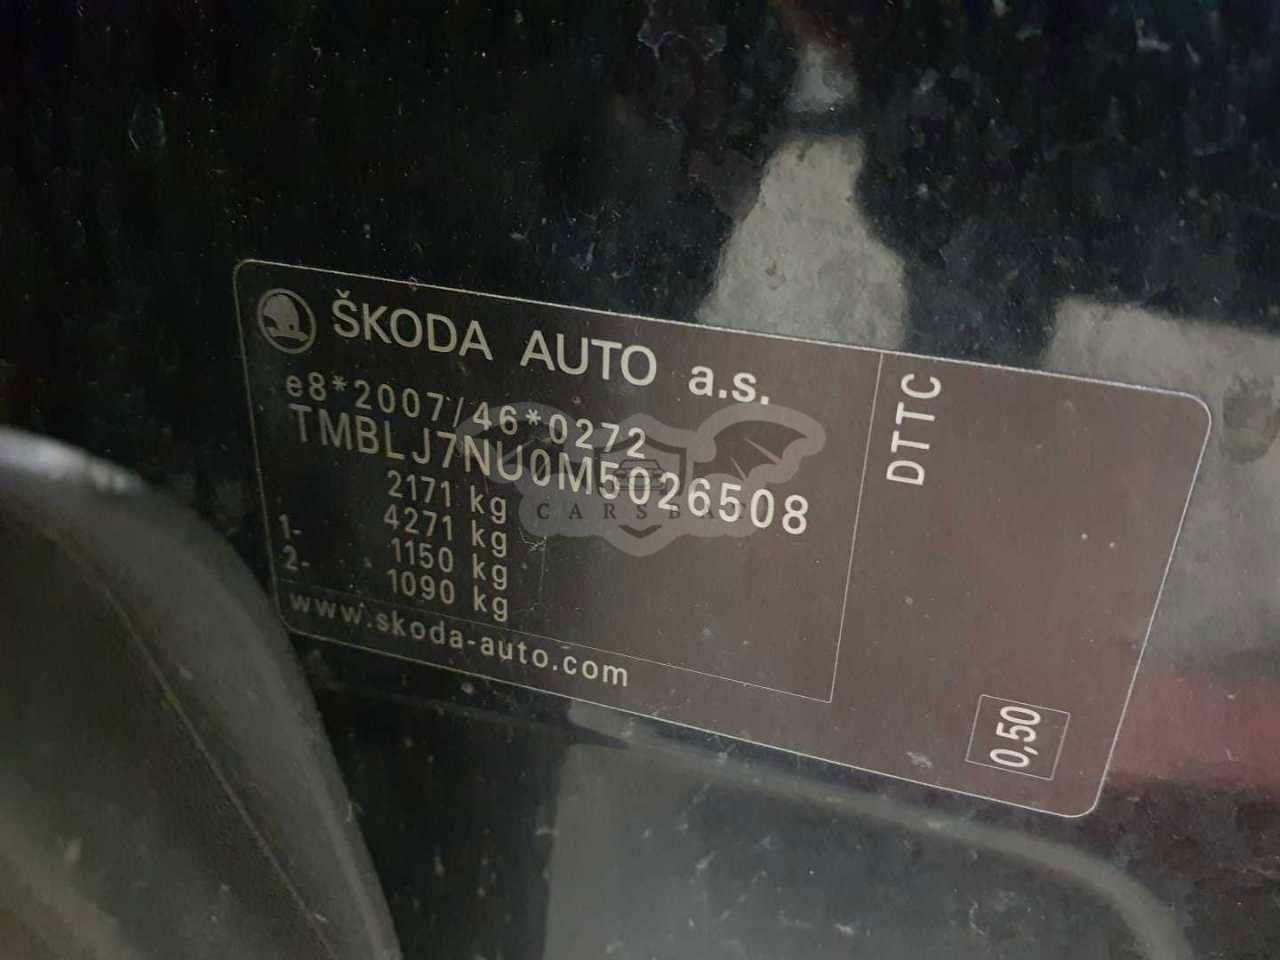 ŠKODA AUTO a.s.
e8*2007/46*0272
TMBLJ7NU0M5026508
2171 kg
4271 kg
1- 1150 kg
2- 1090 kg
www.skoda-auto.com
DTTC
0,50
CARSBAT